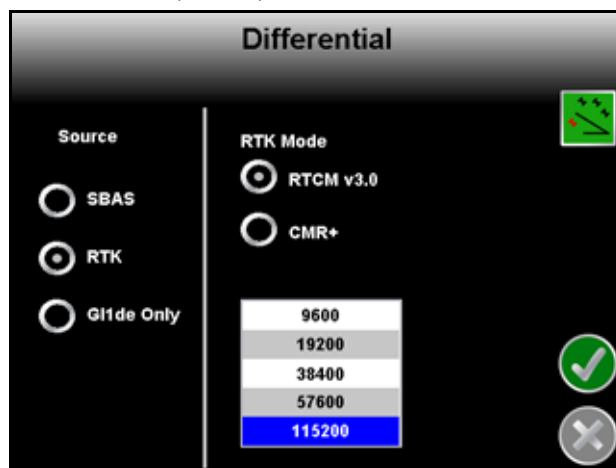 Differential
Source
SBAS
RTK
Gl1de Only
RTK Mode
RTCM v3.0
CMR+
9600
19200
38400
57600
115200